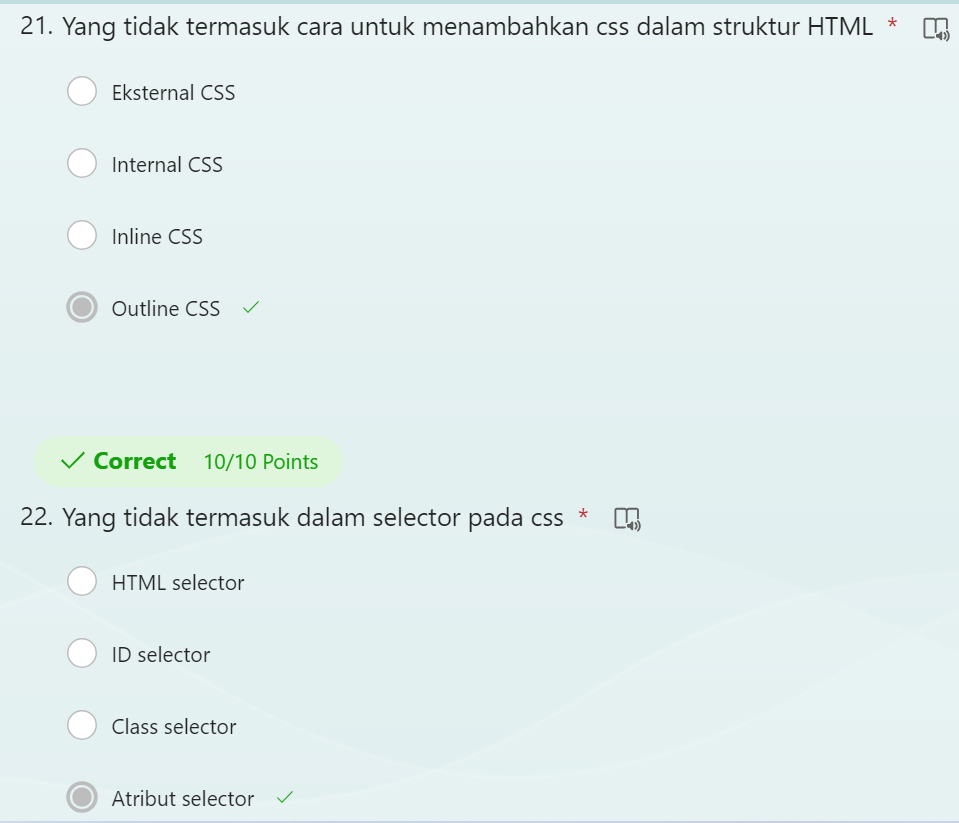 21. Yang tidak termasuk cara untuk menambahkan css dalam struktur HTML *
Eksternal CSS
Internal CSS
Inline CSS
Outline CSS
Correct 10/10 Points
22. Yang tidak termasuk dalam selector pada css *
HTML selector
ID selector
Class selector
Atribut selector